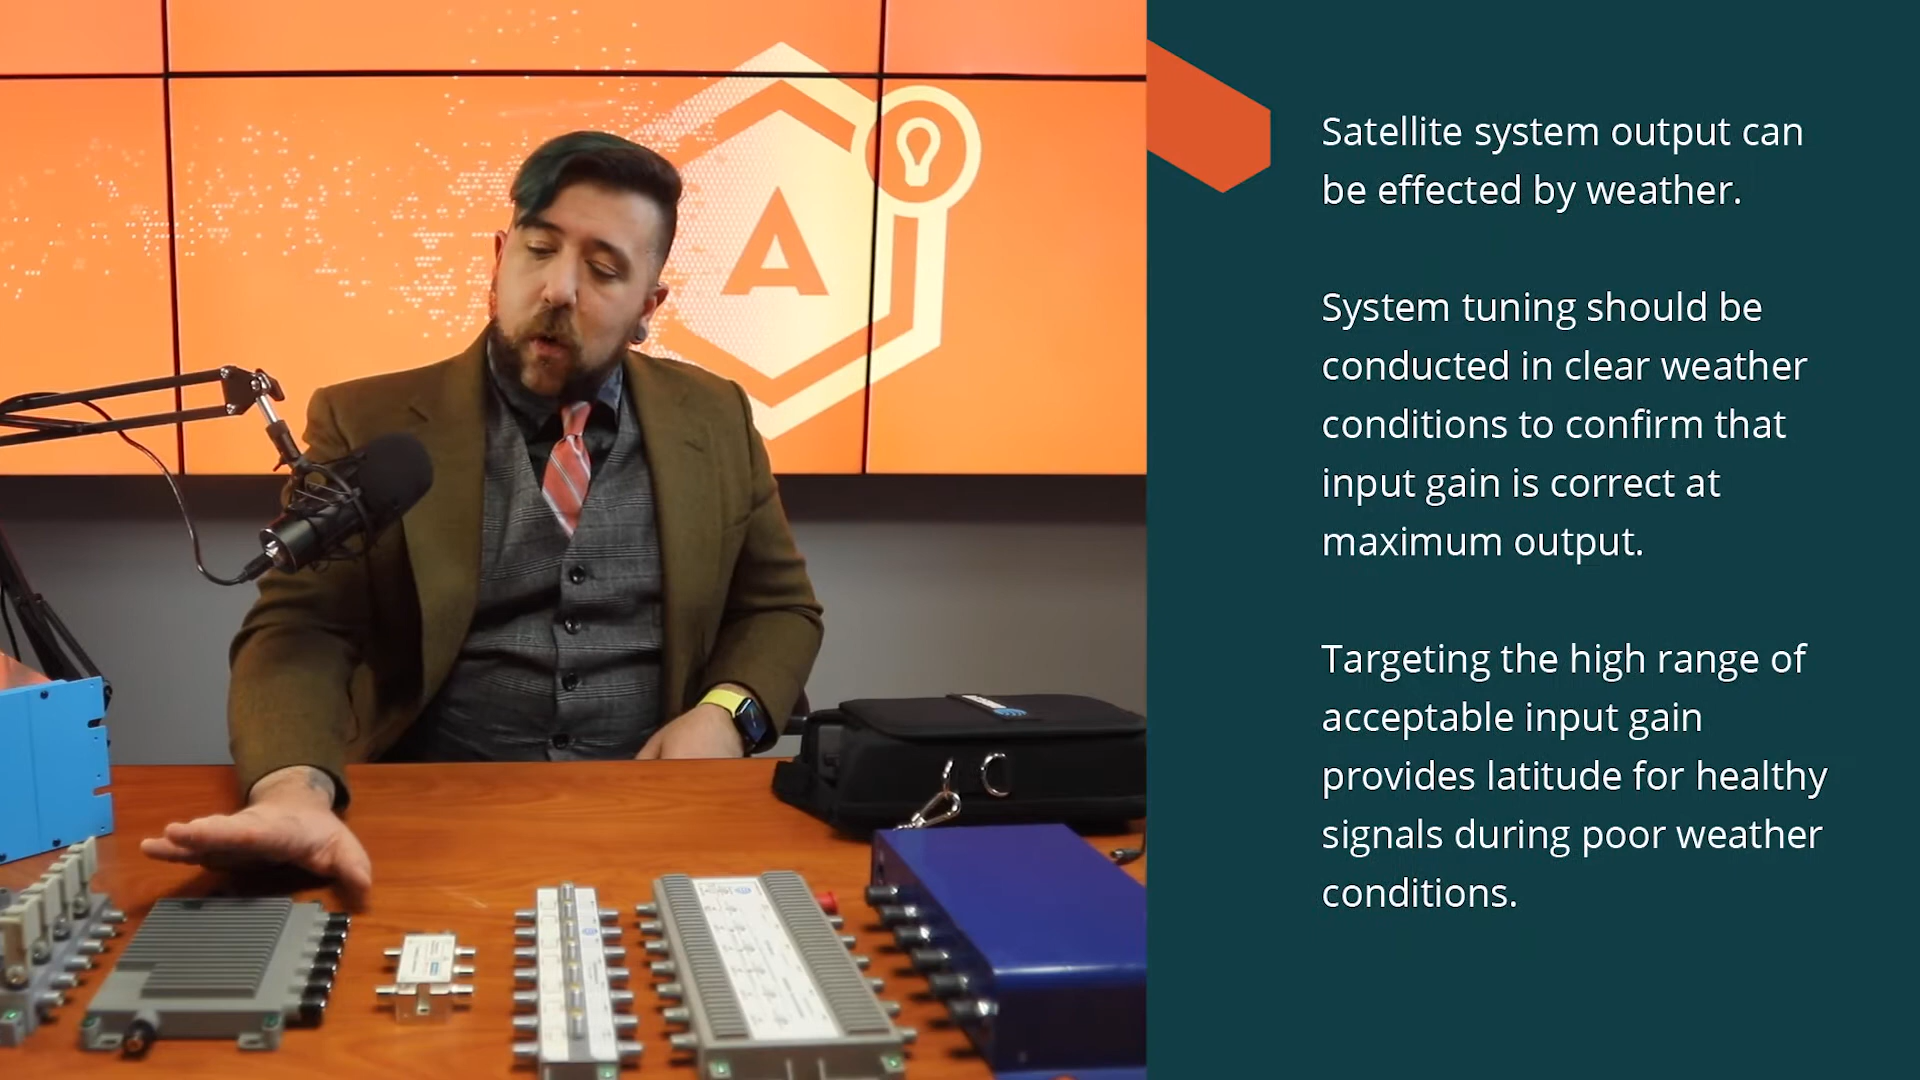 A
Satellite system output can
be effected by weather.
System tuning should be
conducted in clear weather
conditions to confirm that
input gain is correct at
maximum output.
Targeting the high range of
acceptable input gain
provides latitude for healthy
signals during poor weather
conditions.